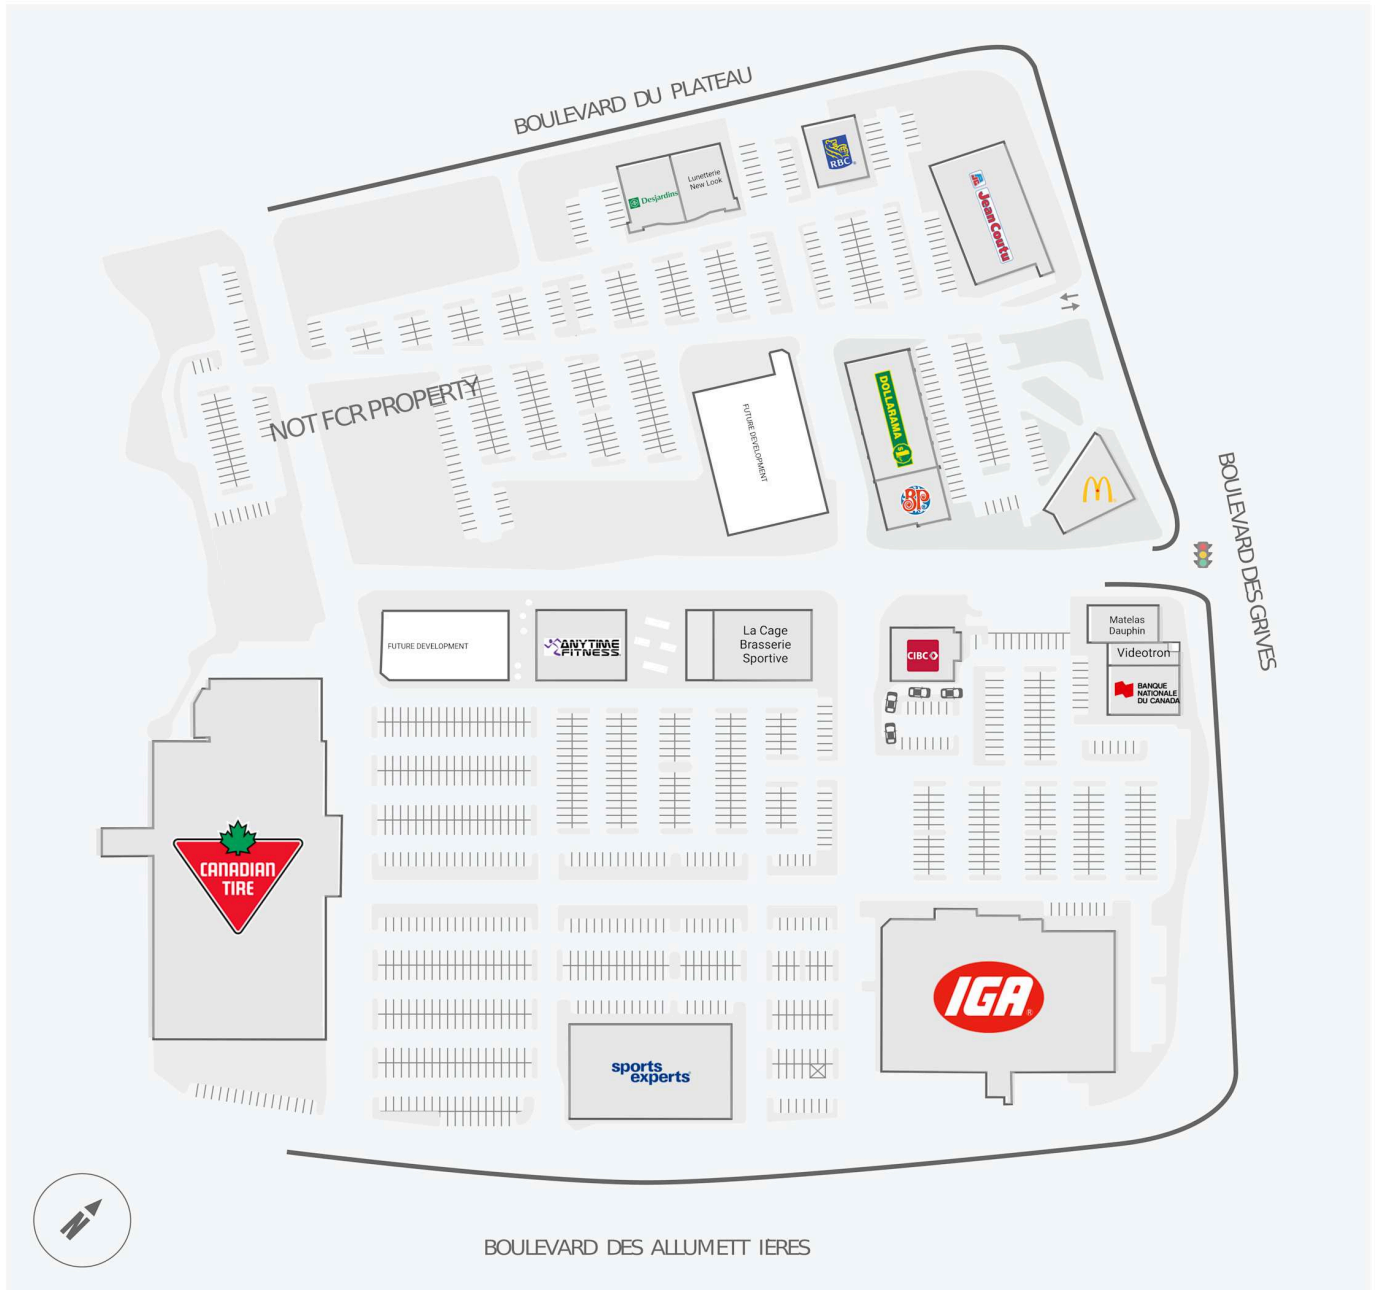 BOULEVARD DU PLATEAU
RBC
Lunetterie
New Look
Desjardins
Jean Coutu
NOT FCR PROPERTY
FUTURE DEVELOPMENT
DOLLARAMA
BP
M
BOULEVARD DES GRIVES
FUTURE DEVELOPMENT
ANYTIME
FITNESS
La Cage
Brasserie
Sportive
CIBC
Matelas
Dauphin
Videotron
BANQUE
NATIONALE
DU CANADA
CANADIAN
TIRE
IGA
sports
experts
N
BOULEVARD DES ALLUMETT IERES